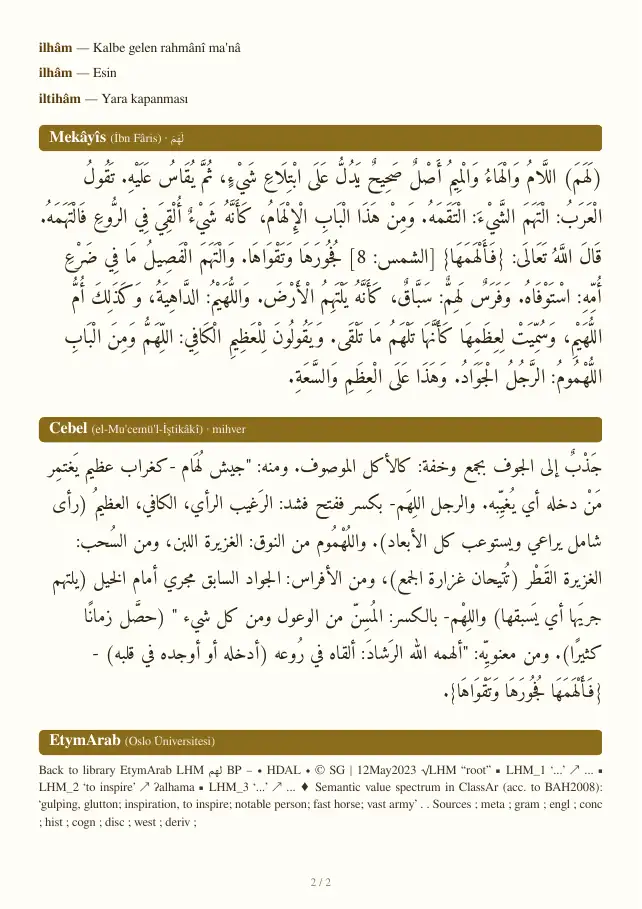 ilhâm — Kalbe gelen rahmânî ma'nâ
ilhâm — Esin
iltihâm — Yara kapanması
Mekâyîs (İbn Fâris) · لَهَمَ
(لَهَمَ) اللَّامُ وَالْهَاءُ وَالْمِيمُ أَصْلٌ صَحِيحٌ يَدُلُّ عَلَى ابْتِلَاعِ شَيْءٍ، ثُمَّ يُقَاسُ عَلَيْهِ. تَقُولُ
الْعَرَبُ: الْتَهَمَ الشَّيْءَ: الْتَقَمَهُ. وَمِنْ هَذَا الْبَابِ الْإِلْهَامُ، كَأَنَّهُ شَيْءٌ أُلْقِيَ فِي الرُّوعِ فَالْتَهَمَهُ.
قَالَ اللَّهُ تَعَالَى: {فَأَلْهَمَهَا} [الشمس: 8] فُجُورَهَا وَتَقْوَاهَا. وَالْتَهَمَ الْفَصِيلُ مَا فِي ضَرْعِ
أُمِّهِ: اسْتَوْفَاهُ. وَفَرَسٌ لَهِمٌّ: سَبَّاقٌ، كَأَنَّهُ يَلْتَهِمُ الْأَرْضَ. وَاللُّهَيْمُ: الدَّاهِيَةُ، وَكَذَلِكَ أُمُّ
اللُّهَيْمِ، وَسُمِّيَتْ لِعِظَمِهَا كَأَنَّهَا تَلْهَمُ مَا تَلْقَى. وَيَقُولُونَ لِلْعَظِيمِ الْكَافِي: اللِّهَمُّ وَمِنَ الْبَابِ
اللُّهْمُومُ: الرَّجُلُ الْجَوَادُ. وَهَذَا عَلَى الْعِظَمِ وَالسَّعَةِ.
Cebel (el-Mu'cemü'l-İştikâkî) · mihver
جَذْبٌ إلى الجوف بجمع وخفة: كالأكل الموصوف. ومنه: "جيش لُهَام -كغراب عظيم يَغتمِر
مَنْ دخله أي يُغيِّبه. والرجل اللِهَم- بكسر ففتح فشد: الرَغيب الرأي، الكافي، العظيمُ (رأى
شامل يراعي ويستوعب كل الأبعاد). واللُهْمُوم من النوق: الغزيرة اللبن، ومن السُحب:
الغزيرة القَطْر (تُتيحان غزارة الجمع)، ومن الأفراس: الجواد السابق مجري أمام الخيل (يلتهم
جريَها أي يَسبقها) واللِهْم- بالكسر: المُسِنّ من الوعول ومن كل شيء " (حصَّل زمانًا
كثيرًا). ومن معنويِّه: "ألهمه الله الرَشادَ: ألقاه في رُوعه (أدخله أو أوجده في قلبه) -
{فَأَلْهَمَهَا فُجُورَهَا وَتَقْوَاهَا}.
EtymArab (Oslo Üniversitesi)
Back to library EtymArab LHM لهم BP – • HDAL • © SG | 12May2023 √LHM “root” ▪ LHM_1 ‘...’ ↗ ... ▪
LHM_2 ‘to inspire’ ↗ ʔalhama ▪ LHM_3 ‘...’ ↗ ... ♦ Semantic value spectrum in ClassAr (acc. to BAH2008):
‘gulping, glutton; inspiration, to inspire; notable person; fast horse; vast army’ . . Sources ; meta ; gram ; engl ; conc
; hist ; cogn ; disc ; west ; deriv ;
2 / 2